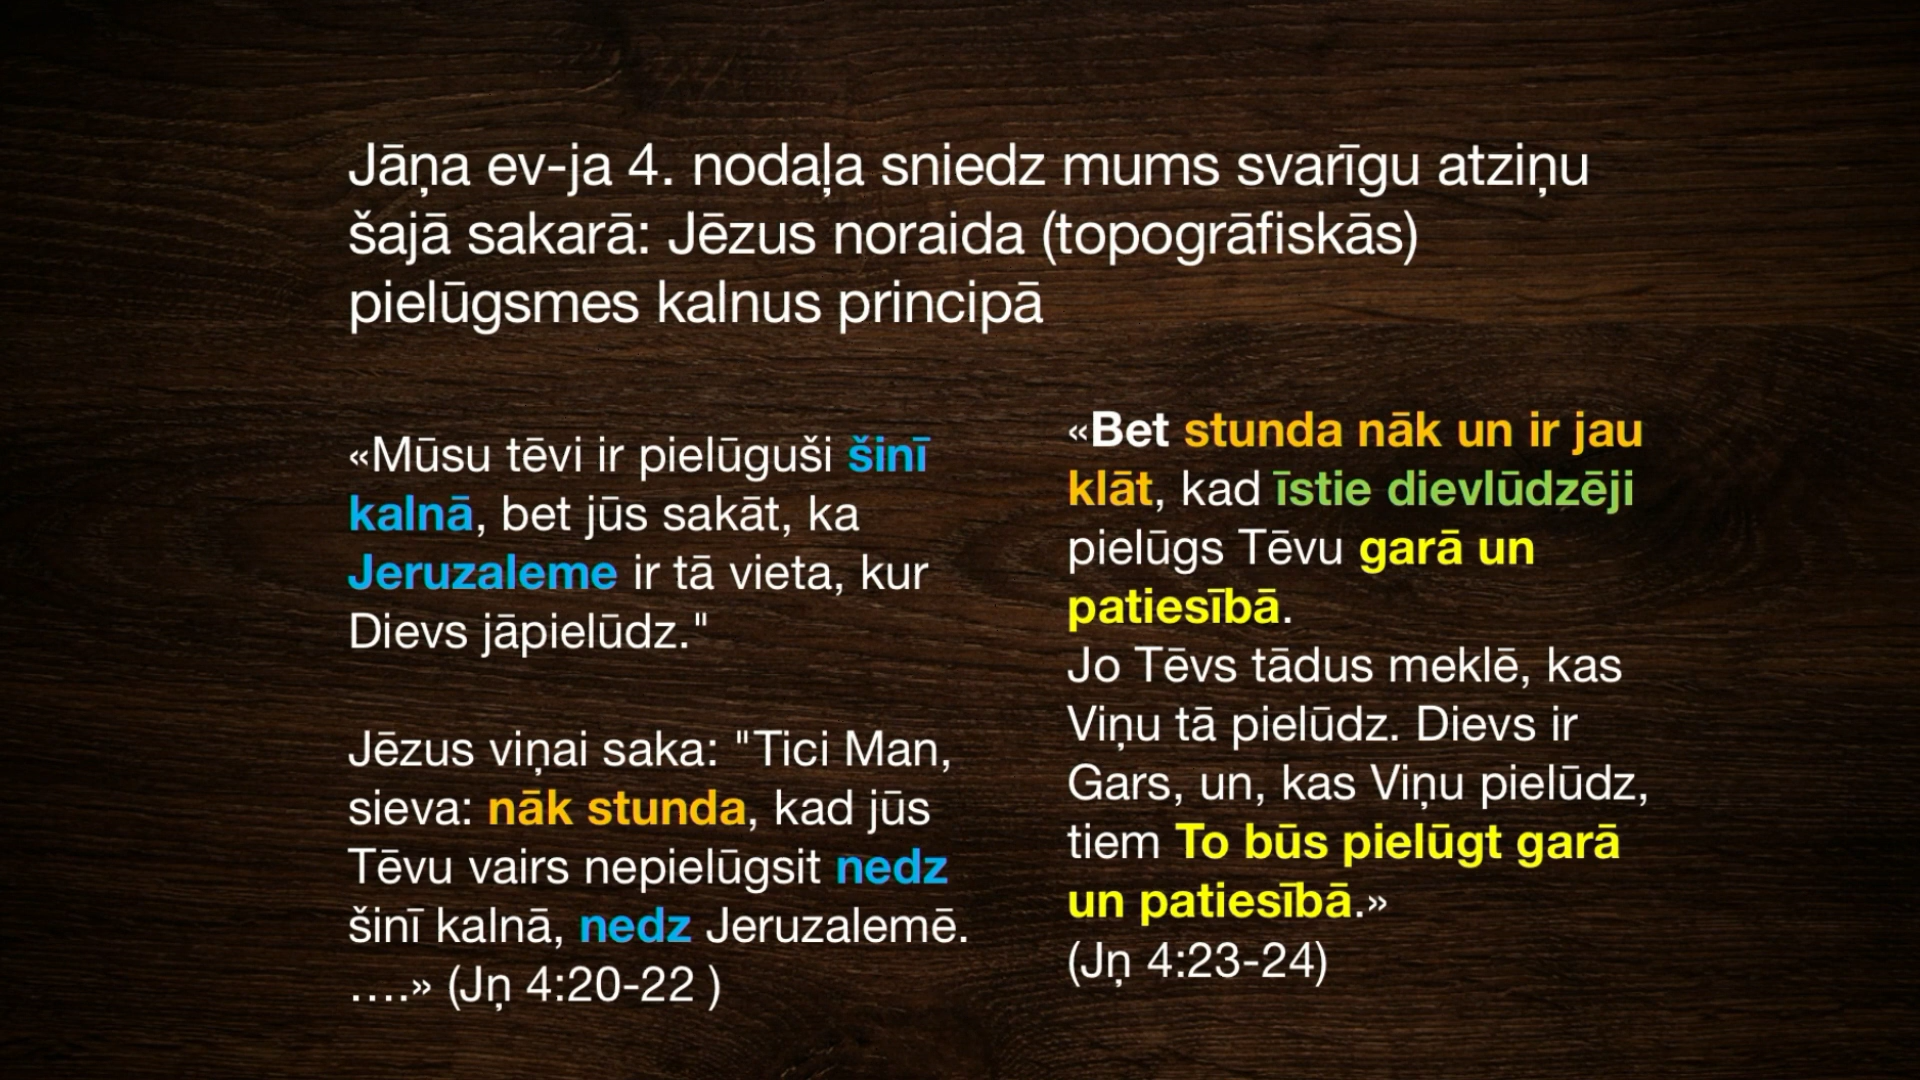 Jāņa ev-ja 4. nodaļa sniedz mums svarīgu atziņu
šajā sakarā: Jēzus noraida (topogrāfiskās)
pielūgsmes kalnus principā
«Mūsu tēvi ir pielūguši šinī
kalnā, bet jūs sakāt, ka
Jeruzaleme ir tā vieta, kur
Dievs jāpielūdz."
Jēzus viņai saka: "Tici Man,
sieva: nāk stunda, kad jūs
Tēvu vairs nepielūgsit nedz
šinī kalnā, nedz Jeruzalemē.
….» (Jņ 4:20-22 )
«Bet stunda nāk un ir jau
klāt, kad īstie dievlūdzēji
pielūgs Tēvu garā un
patiesībā.
Jo Tēvs tādus meklē, kas
Viņu tā pielūdz. Dievs ir
Gars, un, kas Viņu pielūdz,
tiem To būs pielūgt garā
un patiesībā.»
(Jņ 4:23-24)